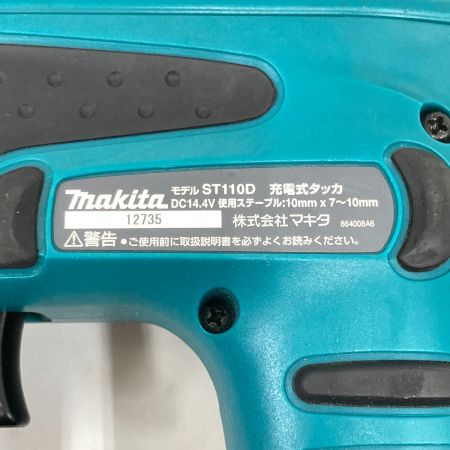 makita モデル ST110D 充電式タッカ
DC14.4V 使用ステープル:10mm x 7～10mm
12735 株式会社マキタ 864008A6
⚠警告 ●ご使用前に取扱説明書を必ずよくお読みください。